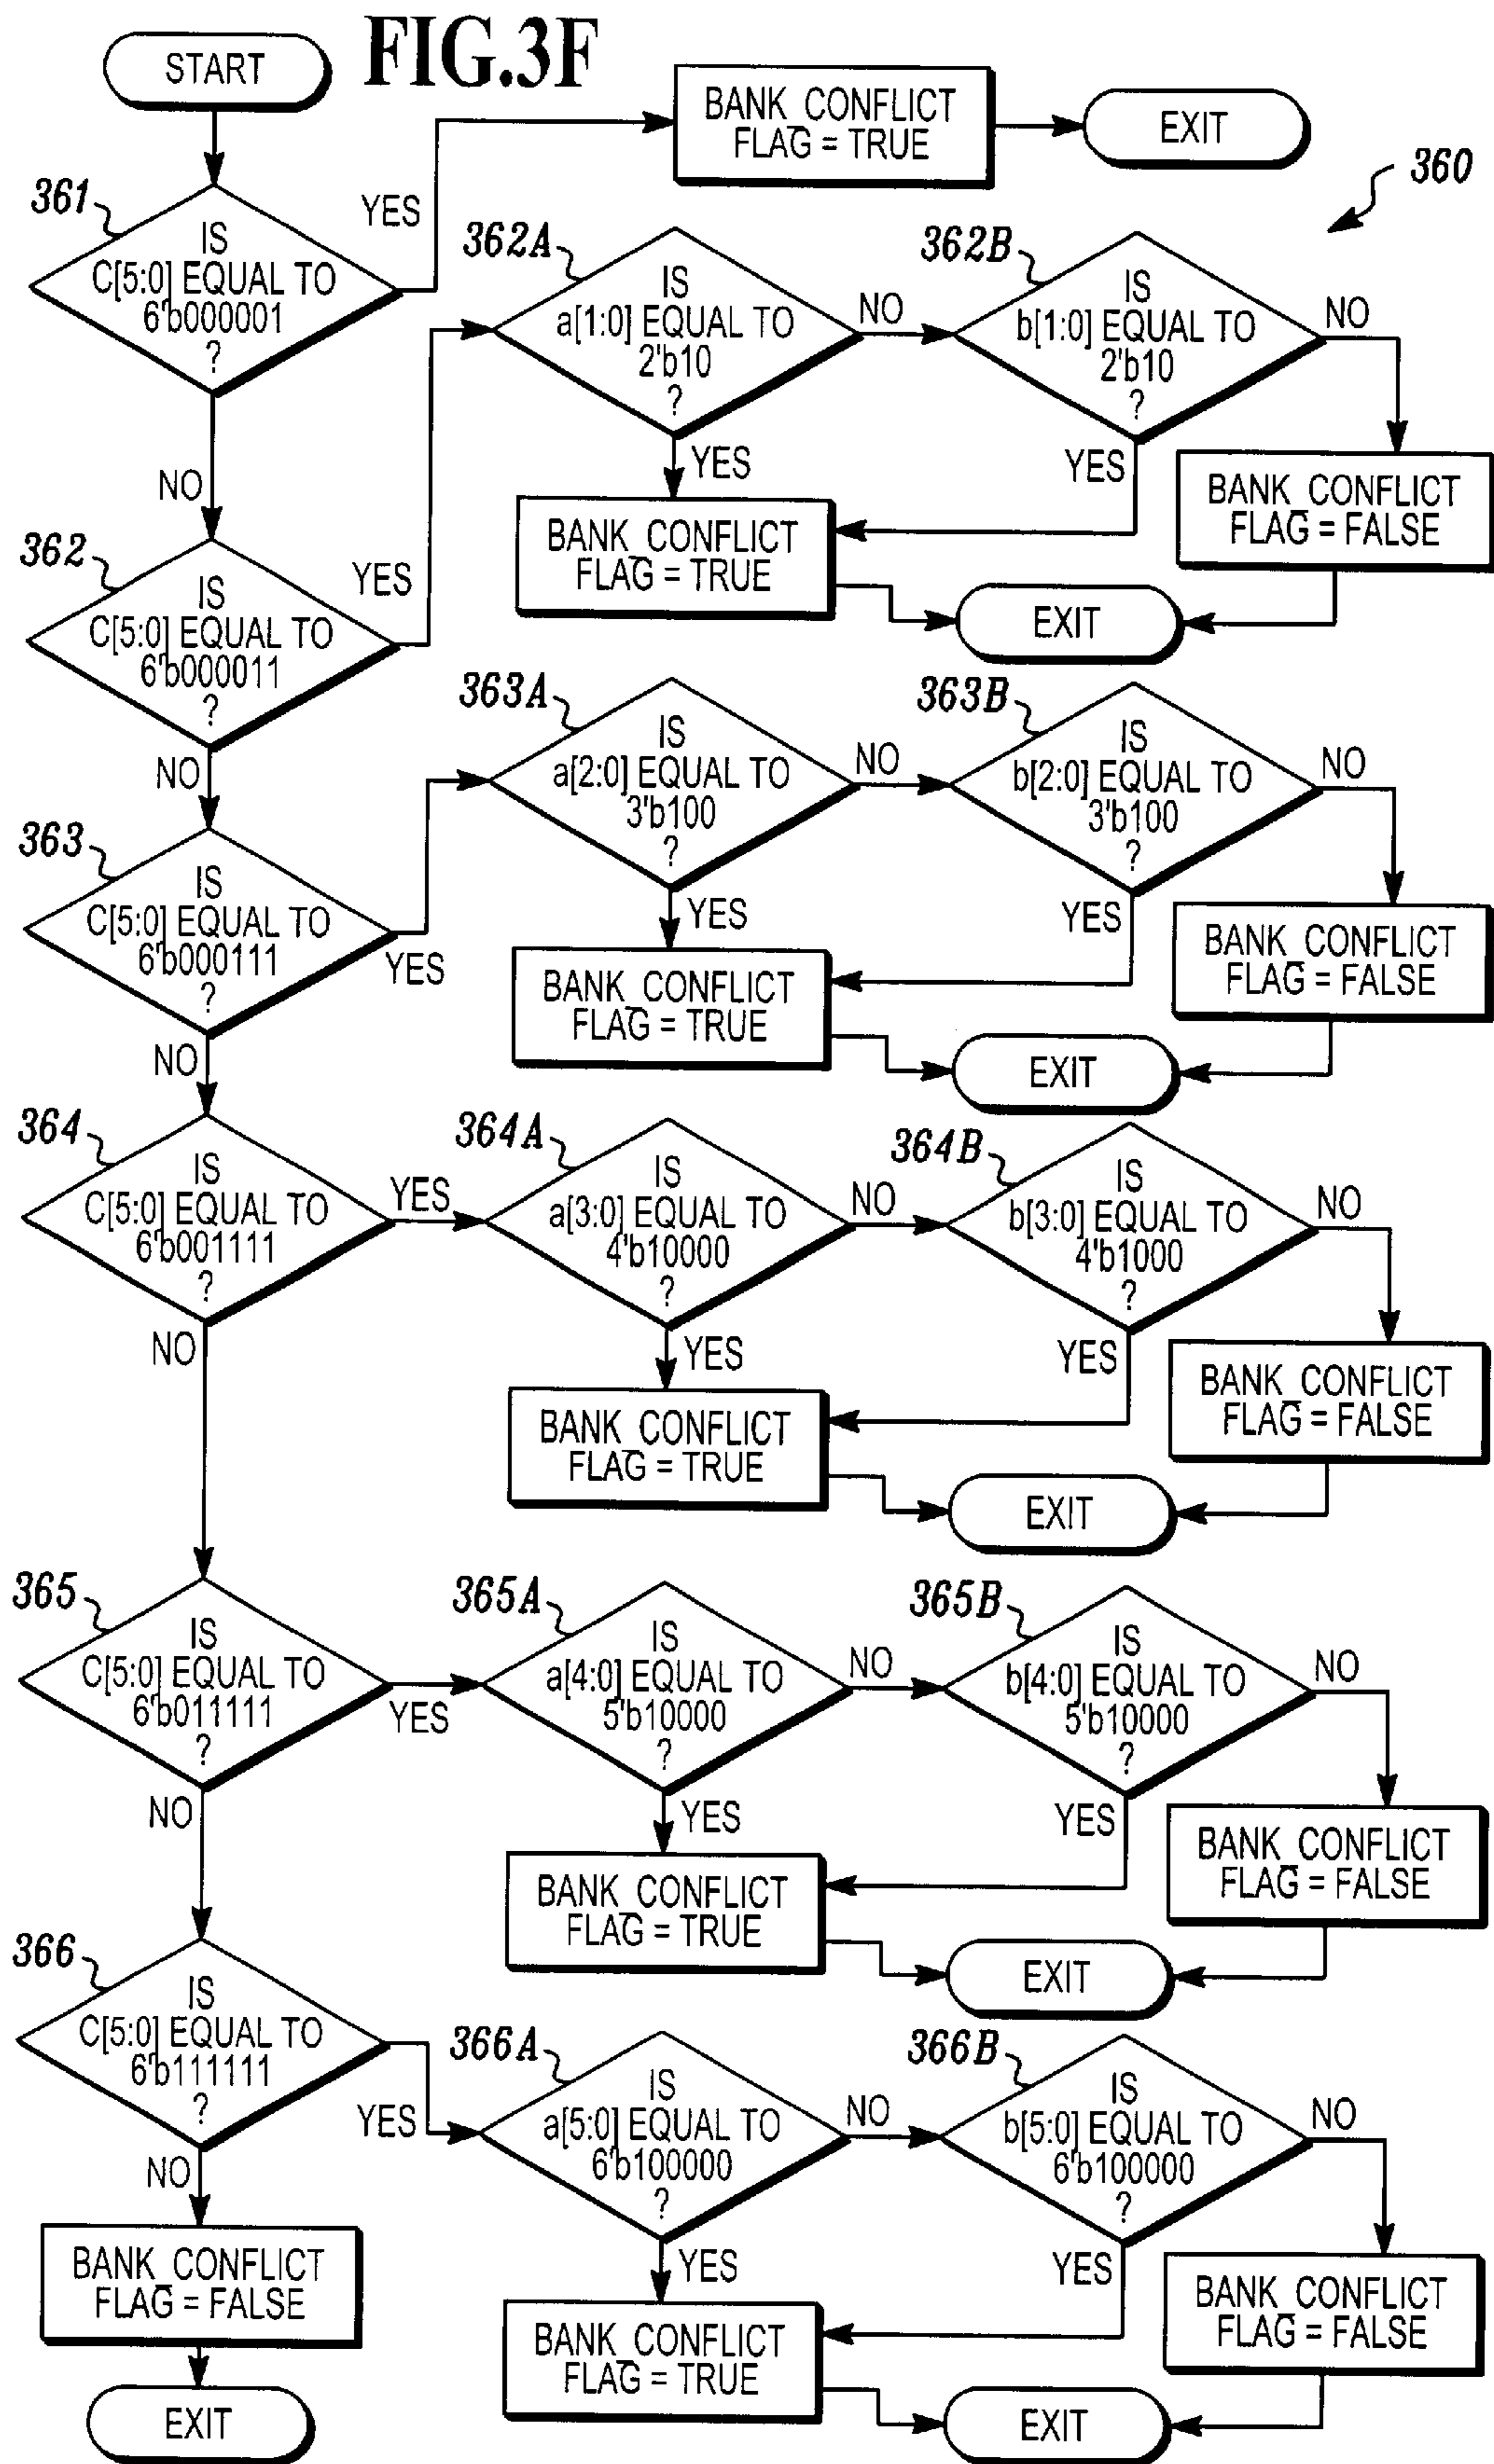 FIG.3F
START
BANK_CONFLICT
FLAG = TRUE
EXIT
360
361
IS
C[5:0] EQUAL TO
6'b000001
?
YES
NO
362A
IS
a[1:0] EQUAL TO
2'b10
?
NO
YES
362B
IS
b[1:0] EQUAL TO
2'b10
?
NO
YES
BANK_CONFLICT
FLAG = TRUE
BANK_CONFLICT
FLAG = FALSE
EXIT
362
IS
C[5:0] EQUAL TO
6'b000011
?
YES
NO
363A
IS
a[2:0] EQUAL TO
3'b100
?
NO
YES
363B
IS
b[2:0] EQUAL TO
3'b100
?
NO
YES
BANK_CONFLICT
FLAG = TRUE
BANK_CONFLICT
FLAG = FALSE
EXIT
363
IS
C[5:0] EQUAL TO
6'b000111
?
YES
NO
364
IS
C[5:0] EQUAL TO
6'b001111
?
YES
NO
364A
IS
a[3:0] EQUAL TO
4'b10000
?
NO
YES
364B
IS
b[3:0] EQUAL TO
4'b1000
?
NO
YES
BANK_CONFLICT
FLAG = TRUE
BANK_CONFLICT
FLAG = FALSE
EXIT
365
IS
C[5:0] EQUAL TO
6'b011111
?
YES
NO
365A
IS
a[4:0] EQUAL TO
5'b10000
?
NO
YES
365B
IS
b[4:0] EQUAL TO
5'b10000
?
NO
YES
BANK_CONFLICT
FLAG = TRUE
BANK_CONFLICT
FLAG = FALSE
EXIT
366
IS
C[5:0] EQUAL TO
6'b111111
?
YES
NO
366A
IS
a[5:0] EQUAL TO
6'b100000
?
NO
YES
366B
IS
b[5:0] EQUAL TO
6'b100000
?
NO
YES
BANK_CONFLICT
FLAG = FALSE
EXIT
BANK_CONFLICT
FLAG = TRUE
BANK_CONFLICT
FLAG = FALSE
EXIT